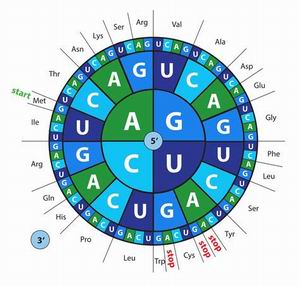 Val
Ala
Asp
Glu
Gly
Phe
Leu
Ser
Tyr
stop
stop
Cys
stop
Trp
Leu
Pro
His
Gln
Arg
Ile
Met
start
Thr
Asn
Lys
Ser
Arg
U
C
A
G
U
C
A
G
U
C
A
G
U
C
A
G
G
U
C
A
5'
3'